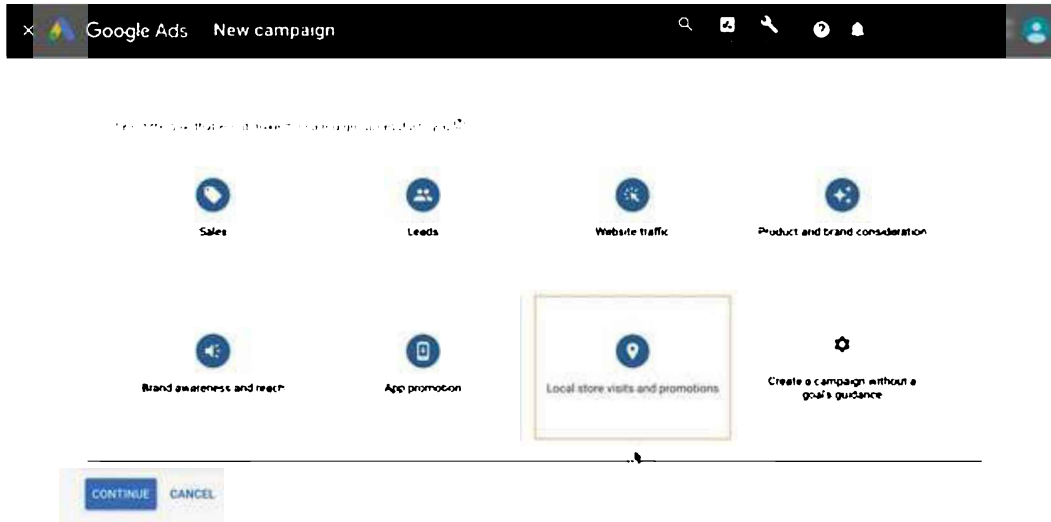 Google Ads New campaign
Sales
Leads
Website traffic
Product and brand consideration
Brand awareness and reach
App promotion
Local store visits and promotions
Create a campaign without a
goal's guidance
CONTINUE CANCEL